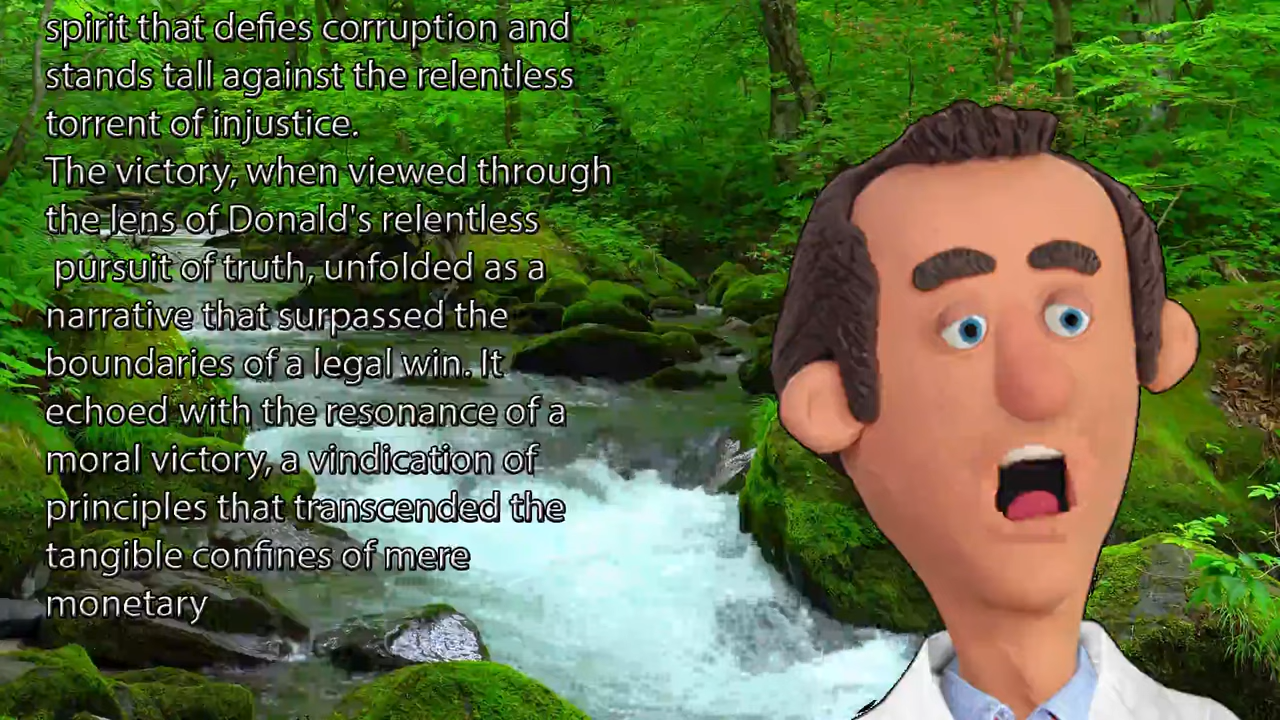 spirit that defies corruption and
stands tall against the relentless
torrent of injustice.
The victory, when viewed through
the lens of Donald's relentless
pursuit of truth, unfolded as a
narrative that surpassed the
boundaries of a legal win. It
echoed with the resonance of a
moral victory, a vindication of
principles that transcended the
tangible confines of mere
monetary